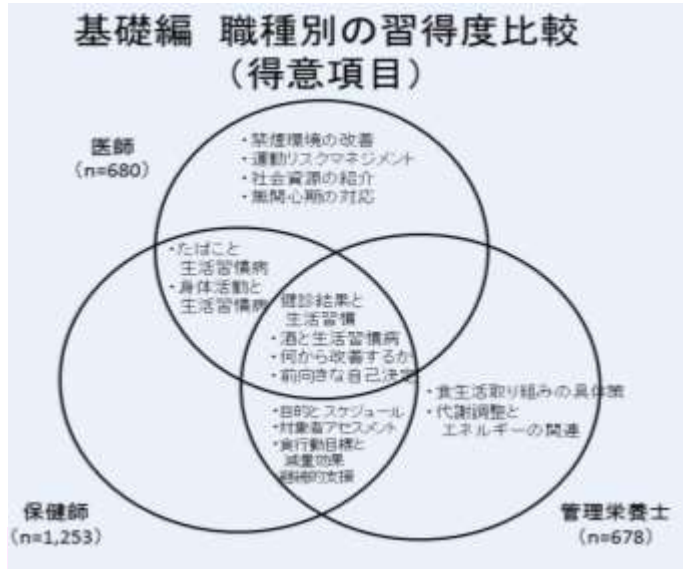 基礎編 職種別の習得度比較
（得意項目）
医師
(n=680)
・禁煙環境の改善
・運動リスクマネジメント
・社会資源の紹介
・無関心期の対応
・たばこと
生活習慣病
・身体活動と
生活習慣病
健診結果と
生活習慣
・酒と生活習慣病
・何から改善するか
・前向きな自己決定
・目的とスケジュール
・対象者アセスメント
・食行動目標と
減量効果
継続的支援
・食生活取り組みの具体策
・代謝調整と
エネルギーの関連
保健師
(n=1,253)
管理栄養士
(n=678)